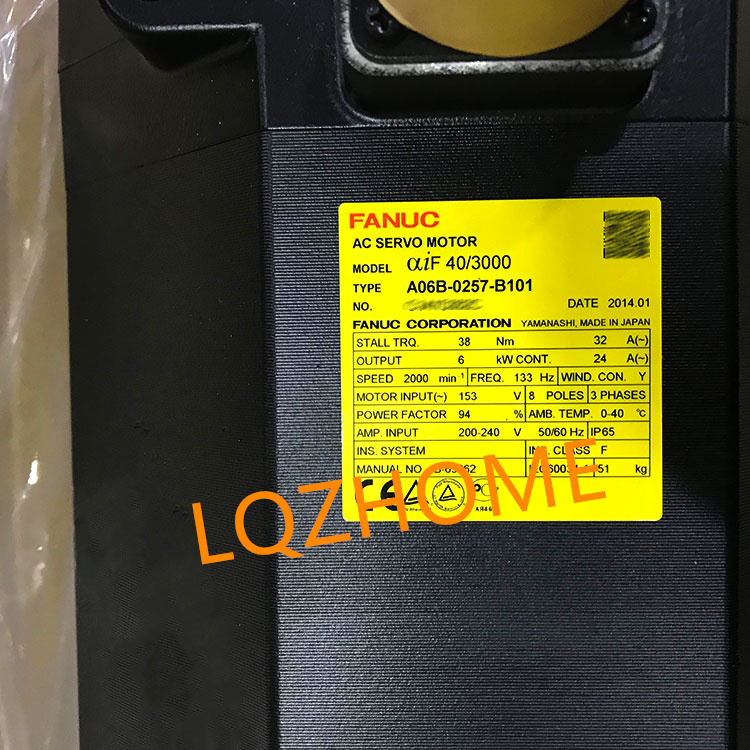 FANUC
AC SERVO MOTOR
MODEL αiF 40/3000
TYPE A06B-0257-B101
NO.
DATE 2014.01
FANUC CORPORATION YAMANASHI, MADE IN JAPAN
STALL TRQ. 38 Nm 32 A(~)
OUTPUT 6 kW CONT. 24 A(~)
SPEED 2000 min⁻¹ FREQ. 133 Hz WIND. CON. Y
MOTOR INPUT(~) 153 V 8 POLES 3 PHASES
POWER FACTOR 94 % AMB. TEMP. 0-40 ℃
AMP. INPUT 200-240 V 50/60 Hz IP65
INS. SYSTEM INS. CLASS F
MANUAL NO. 51 kg
CE
LQZHOME